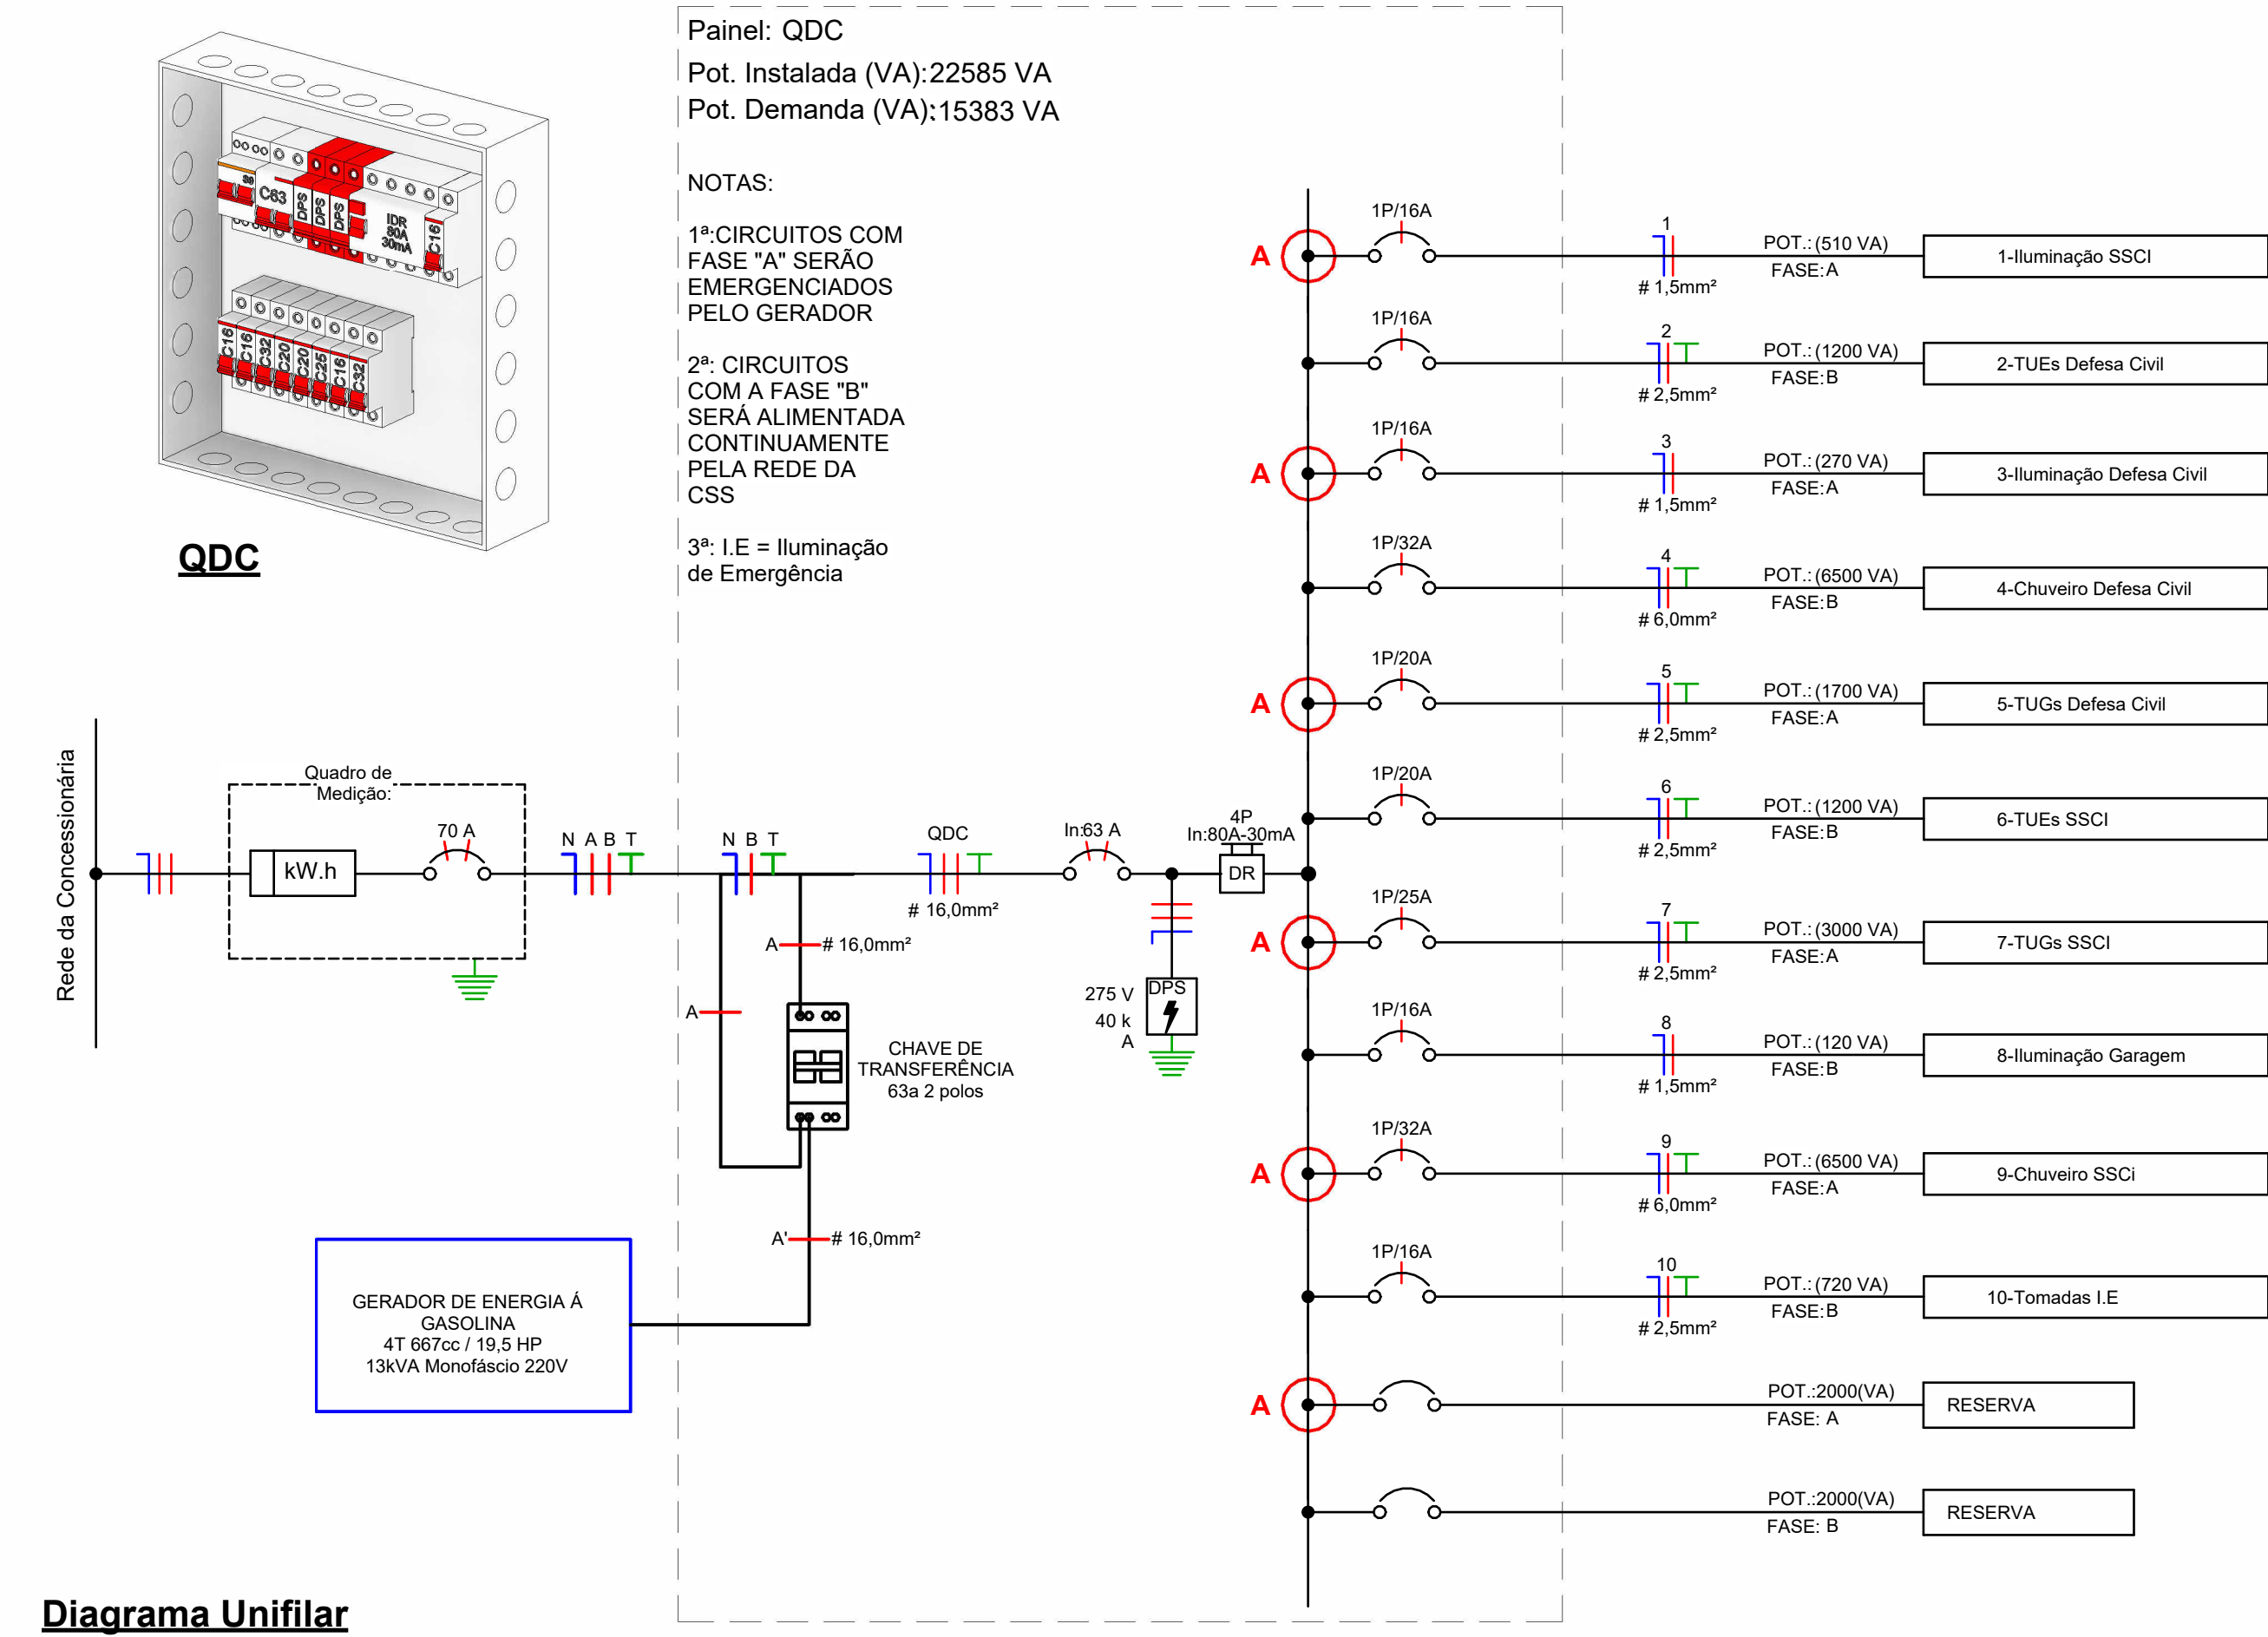 Painel: QDC
Pot. Instalada (VA):22585 VA
Pot. Demanda (VA):15383 VA
NOTAS:
1ª:CIRCUITOS COM
FASE "A" SERÃO
EMERGENCIADOS
PELO GERADOR
2ª: CIRCUITOS
COM A FASE "B"
SERÁ ALIMENTADA
CONTINUAMENTE
PELA REDE DA
CSS
3ª: I.E = Iluminação
de Emergência
C63
DPS
DPS
DPS
IDR
80A
30mA
C16
C16
C16
C32
C20
C20
C25
C16
C32
QDC
Rede da Concessionária
Quadro de
Medição:
kW.h
70 A
N A B T
N B T
QDC
# 16,0mm²
In:63 A
4P
In:80A-30mA
DR
A # 16,0mm²
A
CHAVE DE
TRANSFERÊNCIA
63a 2 polos
275 V
40 k
A
DPS
A' # 16,0mm²
GERADOR DE ENERGIA Á
GASOLINA
4T 667cc / 19,5 HP
13kVA Monofáscio 220V
A
1P/16A
1
# 1,5mm²
POT.:(510 VA)
FASE:A
1-Iluminação SSCI
1P/16A
2
# 2,5mm²
POT.:(1200 VA)
FASE:B
2-TUEs Defesa Civil
A
1P/16A
3
# 1,5mm²
POT.:(270 VA)
FASE:A
3-Iluminação Defesa Civil
1P/32A
4
# 6,0mm²
POT.:(6500 VA)
FASE:B
4-Chuveiro Defesa Civil
A
1P/20A
5
# 2,5mm²
POT.:(1700 VA)
FASE:A
5-TUGs Defesa Civil
1P/20A
6
# 2,5mm²
POT.:(1200 VA)
FASE:B
6-TUEs SSCI
A
1P/25A
7
# 2,5mm²
POT.:(3000 VA)
FASE:A
7-TUGs SSCI
1P/16A
8
# 1,5mm²
POT.:(120 VA)
FASE:B
8-Iluminação Garagem
A
1P/32A
9
# 6,0mm²
POT.:(6500 VA)
FASE:A
9-Chuveiro SSCi
1P/16A
10
# 2,5mm²
POT.:(720 VA)
FASE:B
10-Tomadas I.E
A
POT.:2000(VA)
FASE: A
RESERVA
POT.:2000(VA)
FASE: B
RESERVA
Diagrama Unifilar